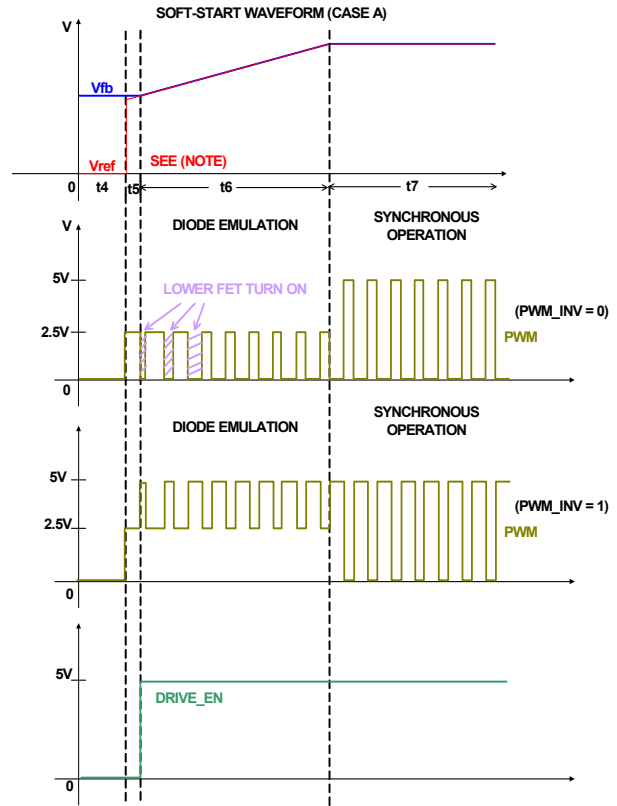 SOFT-START WAVEFORM (CASE A)
V
Vfb
Vref
SEE (NOTE)
0
t4
t5
t6
t7
V
DIODE EMULATION
SYNCHRONOUS
OPERATION
5V
LOWER FET TURN ON
(PWM_INV = 0)
2.5V
PWM
0
DIODE EMULATION
SYNCHRONOUS
OPERATION
5V
(PWM_INV = 1)
2.5V
PWM
0
5V
DRIVE_EN
0